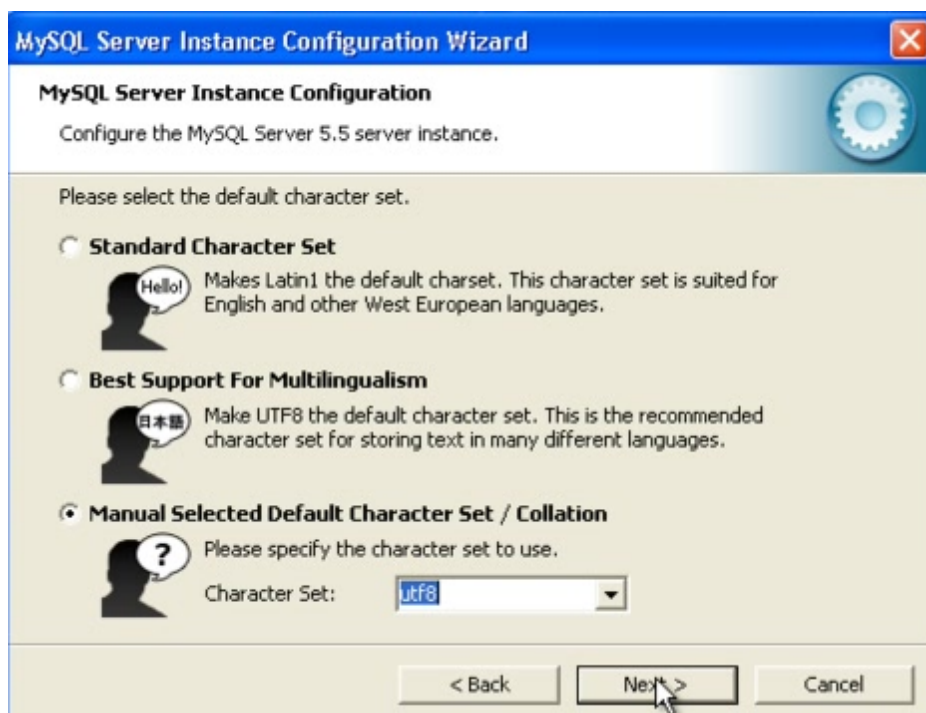 MySQL Server Instance Configuration Wizard
MySQL Server Instance Configuration
Configure the MySQL Server 5.5 server instance.
Please select the default character set.
Standard Character Set
Hello!
Makes Latin1 the default charset. This character set is suited for
English and other West European languages.
Best Support For Multilingualism
日本語
Make UTF8 the default character set. This is the recommended
character set for storing text in many different languages.
Manual Selected Default Character Set / Collation
?
Please specify the character set to use.
Character Set: utf8
< Back Next > Cancel